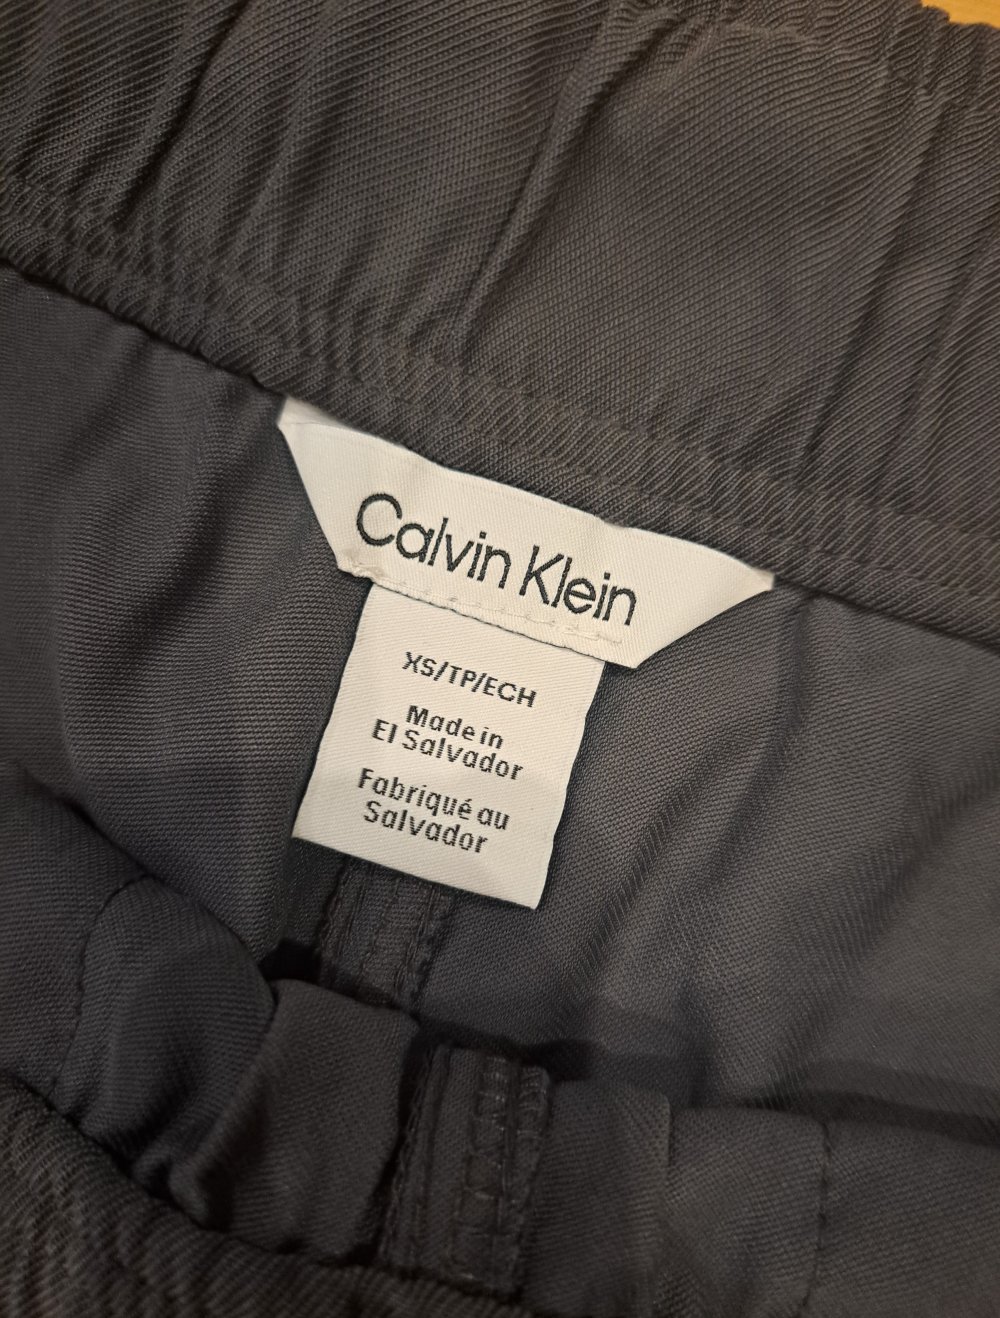 Calvin Klein
XS/TP/ECH
Made in
El Salvador
Fabriqué au
Salvador